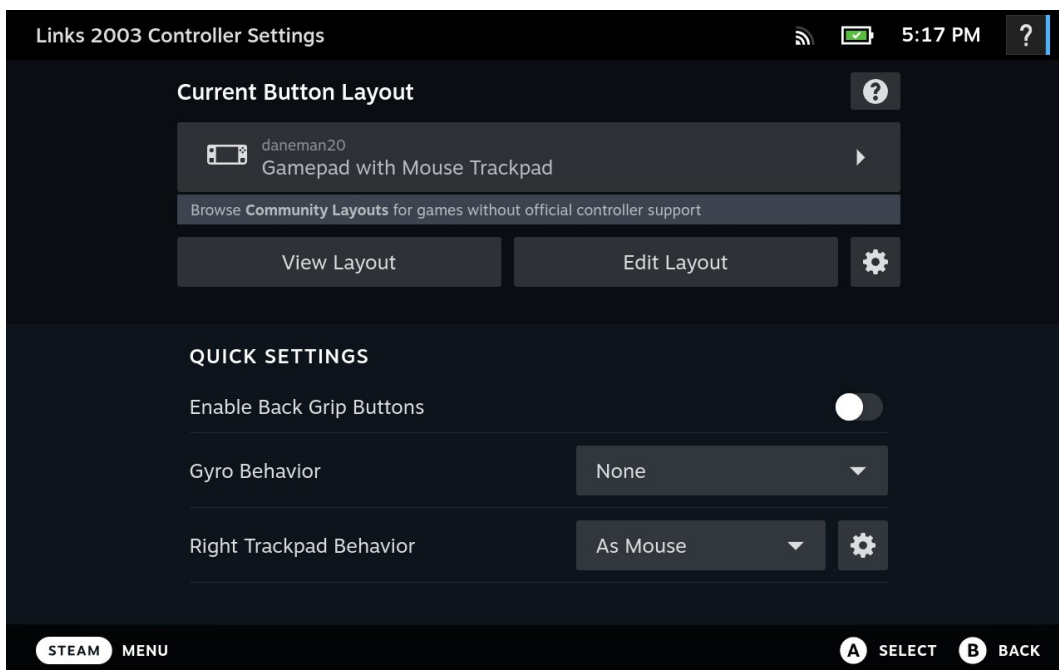 Links 2003 Controller Settings
5:17 PM
?
Current Button Layout
?
daneman20
Gamepad with Mouse Trackpad
Browse Community Layouts for games without official controller support
View Layout
Edit Layout
QUICK SETTINGS
Enable Back Grip Buttons
Gyro Behavior
None
Right Trackpad Behavior
As Mouse
STEAM MENU
A SELECT B BACK